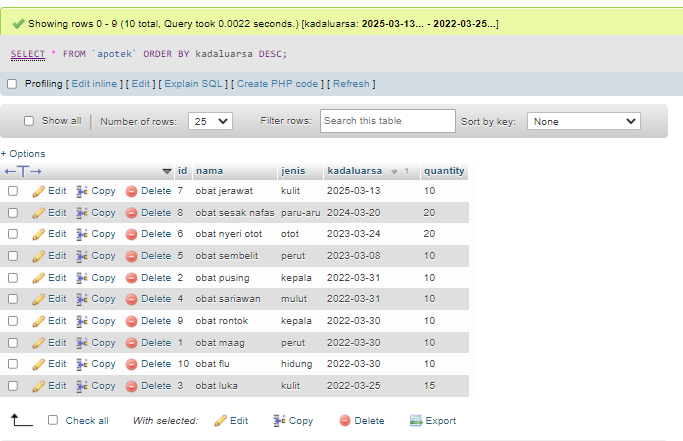 Showing rows 0 - 9 (10 total, Query took 0.0022 seconds.) [kadaluarsa: 2025-03-13... - 2022-03-25...]
SELECT * FROM `apotek` ORDER BY kadaluarsa DESC;
Profiling [ Edit inline ] [ Edit ] [ Explain SQL ] [ Create PHP code ] [ Refresh ]
Show all Number of rows: 25 Filter rows: Search this table Sort by key: None
+ Options
←T→ id nama jenis kadaluarsa 1 quantity
Edit Copy Delete 7 obat jerawat kulit 2025-03-13 10
Edit Copy Delete 8 obat sesak nafas paru-aru 2024-03-20 20
Edit Copy Delete 6 obat nyeri otot otot 2023-03-24 20
Edit Copy Delete 5 obat sembelit perut 2023-03-08 10
Edit Copy Delete 2 obat pusing kepala 2022-03-31 10
Edit Copy Delete 4 obat sariawan mulut 2022-03-31 10
Edit Copy Delete 9 obat rontok kepala 2022-03-30 10
Edit Copy Delete 1 obat maag perut 2022-03-30 10
Edit Copy Delete 10 obat flu hidung 2022-03-30 10
Edit Copy Delete 3 obat luka kulit 2022-03-25 15
Check all With selected: Edit Copy Delete Export